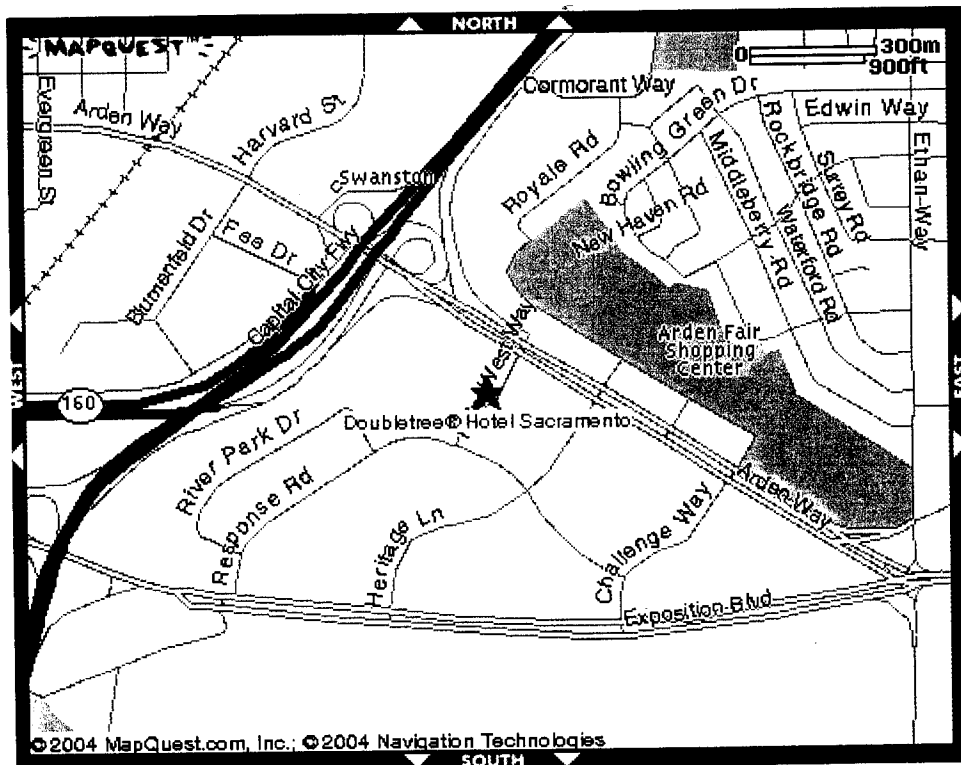 NORTH
MAPQUEST
0 300m
900ft
Cormorant Way
Evergreen St
Arden Way
Harvard St
Bowling Green Dr
Edwin Way
Royale Rd
Rockbridge Rd
Surrey Rd
Ethan Way
Middleberry Rd
Swanston
New Haven Rd
Waterford Rd
Blumenfeld Dr
Fee Dr
Capital City Fwy
N West Way
Arden Fair
Shopping
Center
WEST
EAST
160
Doubletree® Hotel Sacramento
River Park Dr
Response Rd
Heritage Ln
Challenge Way
Arden Way
Exposition Blvd
©2004 MapQuest.com, Inc.; ©2004 Navigation Technologies
SOUTH